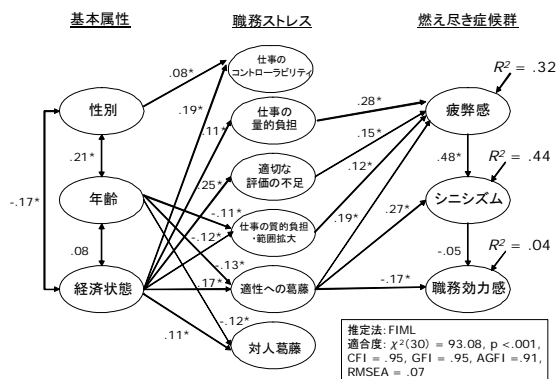 基本属性
職務ストレス
燃え尽き症候群
仕事の
コントローラビリティ
R² = .32
.08*
.19*
性別
仕事の
量的負担
.28*
疲弊感
.11*
.15*
.21*
適切な
評価の不足
.12*
.48*
R² = .44
-.17*
.25*
年齢
-.11*
シニシズム
-.12*
仕事の質的負担
・範囲拡大
.19*
.27*
R² = .04
.08
-.13*
-.05
経済状態
.17*
適性への葛藤
-.17*
職務効力感
-.12*
.11*
対人葛藤
推定法: FIML
適合度: χ²(30) = 93.08, p <.001,
CFI = .95, GFI = .95, AGFI =.91,
RMSEA = .07